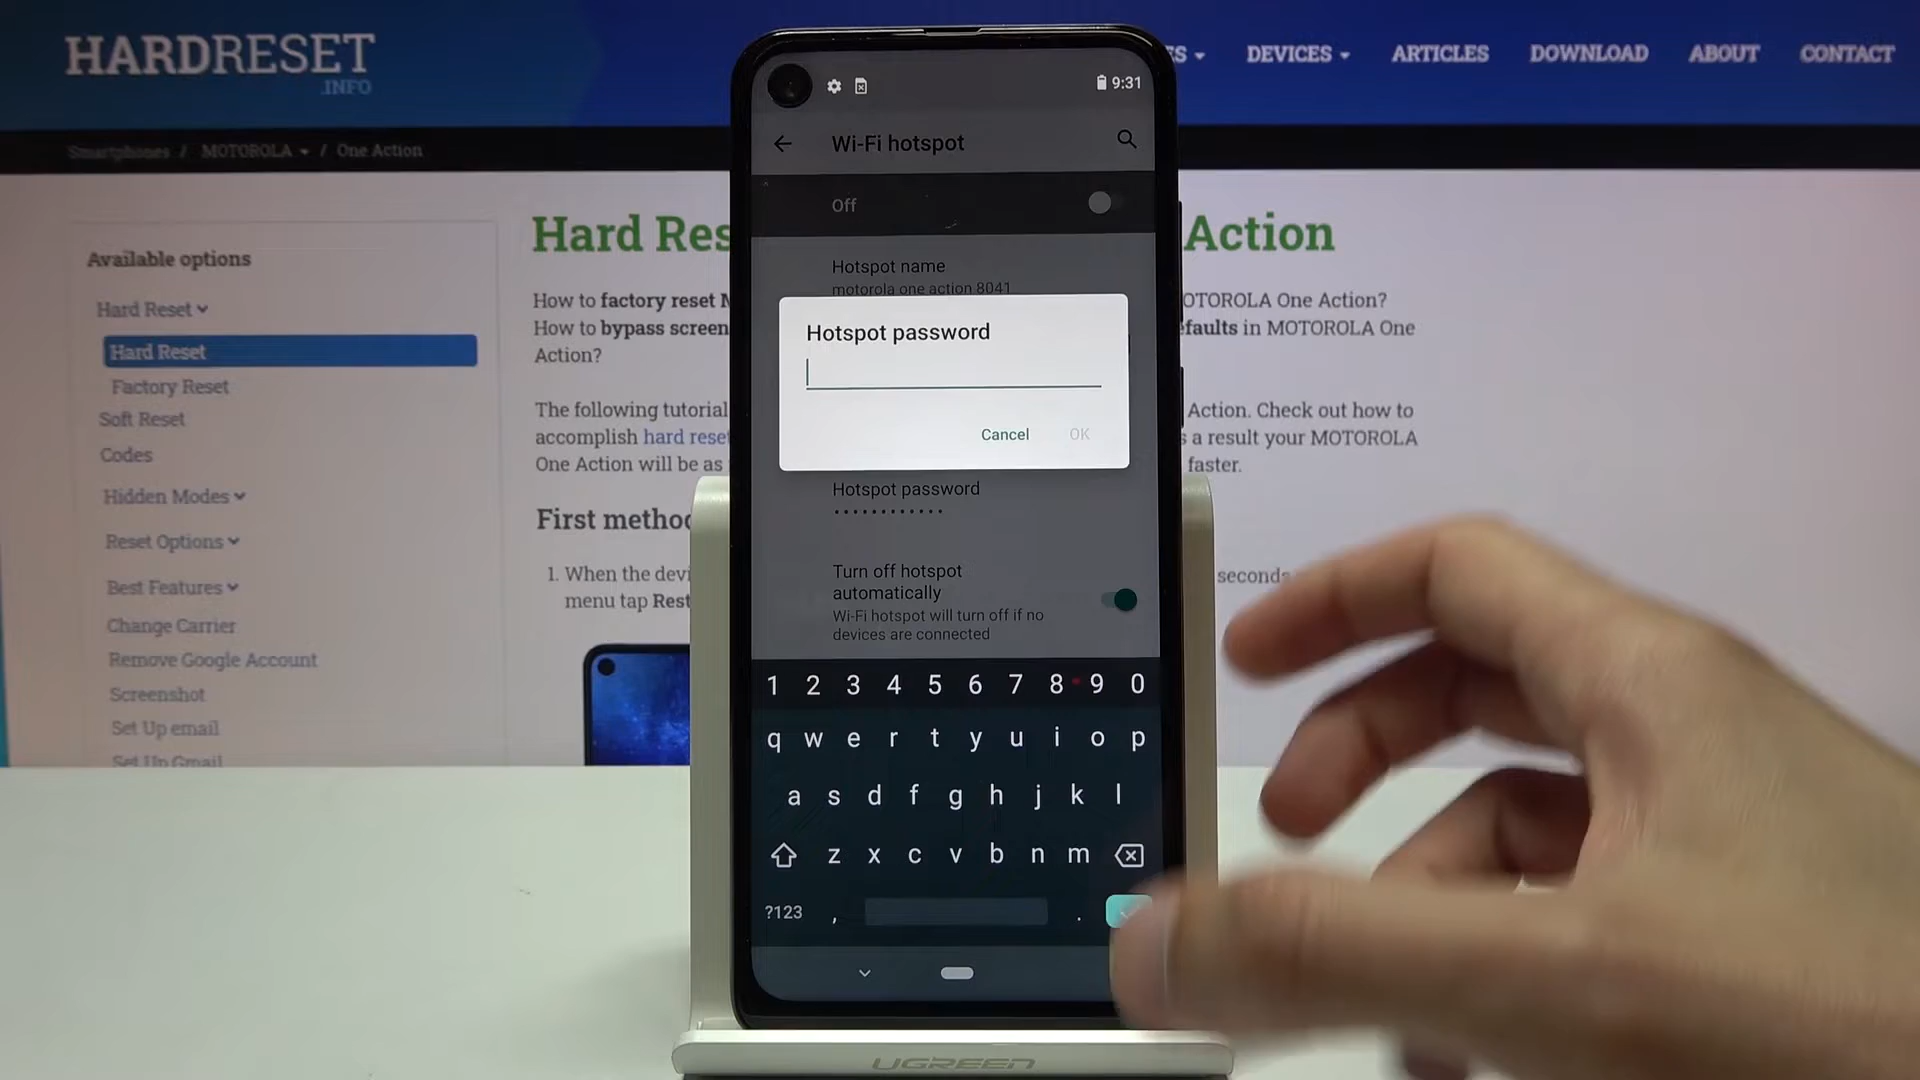 HARDRESET
.INFO
DEVICES
ARTICLES
DOWNLOAD
ABOUT
CONTACT
Smartphones / MOTOROLA / One Action
Available options
Hard Reset
Hard Reset
Factory Reset
Soft Reset
Codes
Hidden Modes
Reset Options
Best Features
Change Carrier
Remove Google Account
Screenshot
Set Up email
Set Up Gmail
Hard Res
Action
How to factory reset M
OTOROLA One Action?
How to bypass screen
efaults in MOTOROLA One
Action?
The following tutorial
Action. Check out how to
accomplish hard reset
s a result your MOTOROLA
One Action will be as
faster.
First method
1. When the devi
seconds
menu tap Rest
9:31
Wi-Fi hotspot
Off
Hotspot name
motorola one action 8041
Hotspot password
Cancel OK
Hotspot password
••••••••••••
Turn off hotspot
automatically
Wi-Fi hotspot will turn off if no
devices are connected
1 2 3 4 5 6 7 8 9 0
q w e r t y u i o p
a s d f g h j k l
z x c v b n m
?123 , .
UGREEN